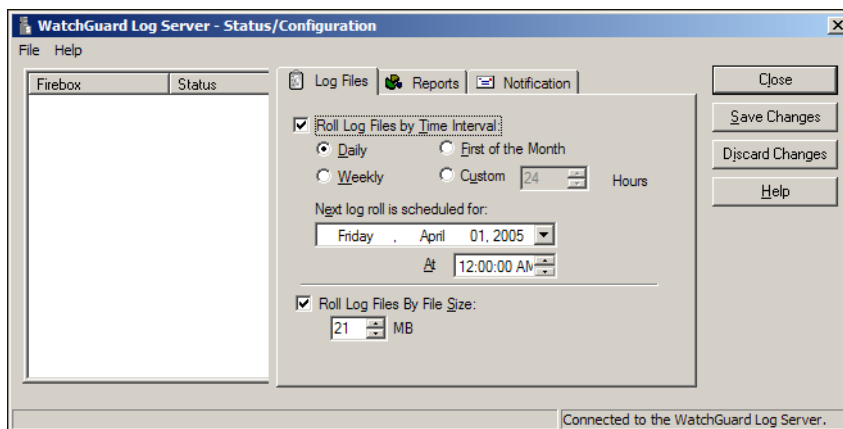 WatchGuard Log Server - Status/Configuration
File Help
Firebox Status
Log Files Reports Notification
Roll Log Files by Time Interval:
Daily First of the Month
Weekly Custom 24 Hours
Next log roll is scheduled for:
Friday , April 01, 2005
At 12:00:00 AM
Roll Log Files By File Size:
21 MB
Close
Save Changes
Discard Changes
Help
Connected to the WatchGuard Log Server.